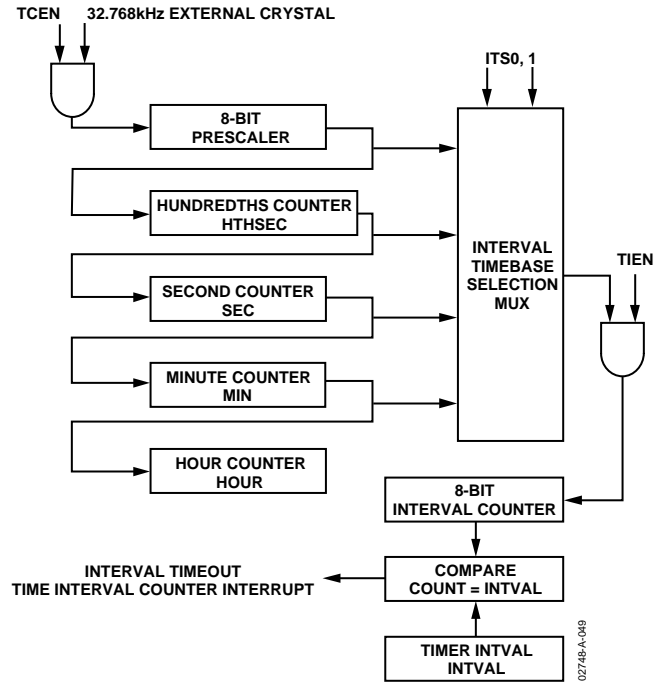 TCEN 32.768kHz EXTERNAL CRYSTAL
ITS0, 1
8-BIT
PRESCALER
HUNDREDTHS COUNTER
HTHSEC
INTERVAL
TIMEBASE
SELECTION
MUX
TIEN
SECOND COUNTER
SEC
MINUTE COUNTER
MIN
HOUR COUNTER
HOUR
8-BIT
INTERVAL COUNTER
INTERVAL TIMEOUT
TIME INTERVAL COUNTER INTERRUPT
COMPARE
COUNT = INTVAL
TIMER INTVAL
INTVAL
02748-A-049